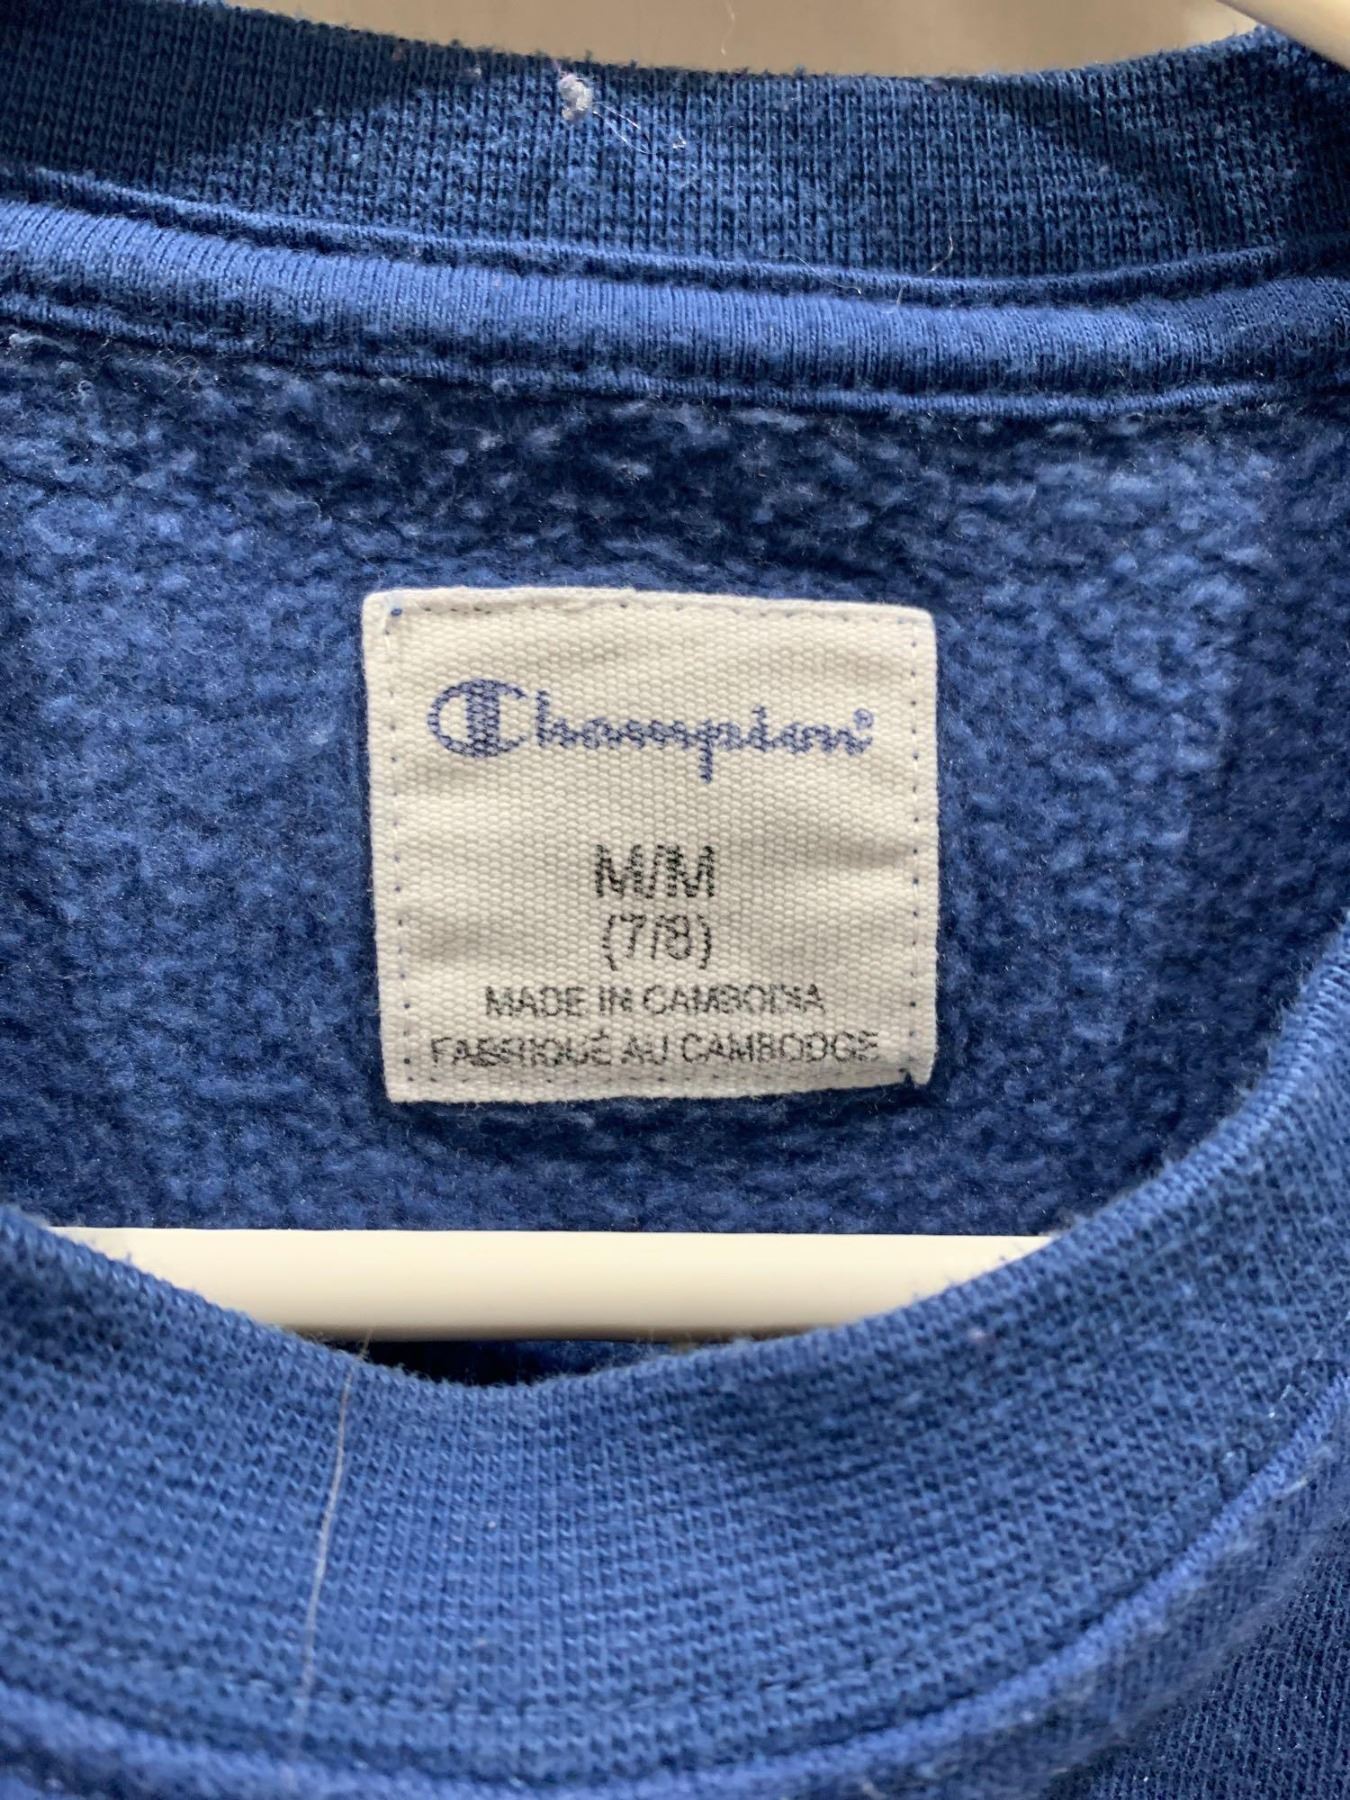 Champion®
M/M
(7/8)
MADE IN CAMBODIA
FABRIQUÉ AU CAMBODGE